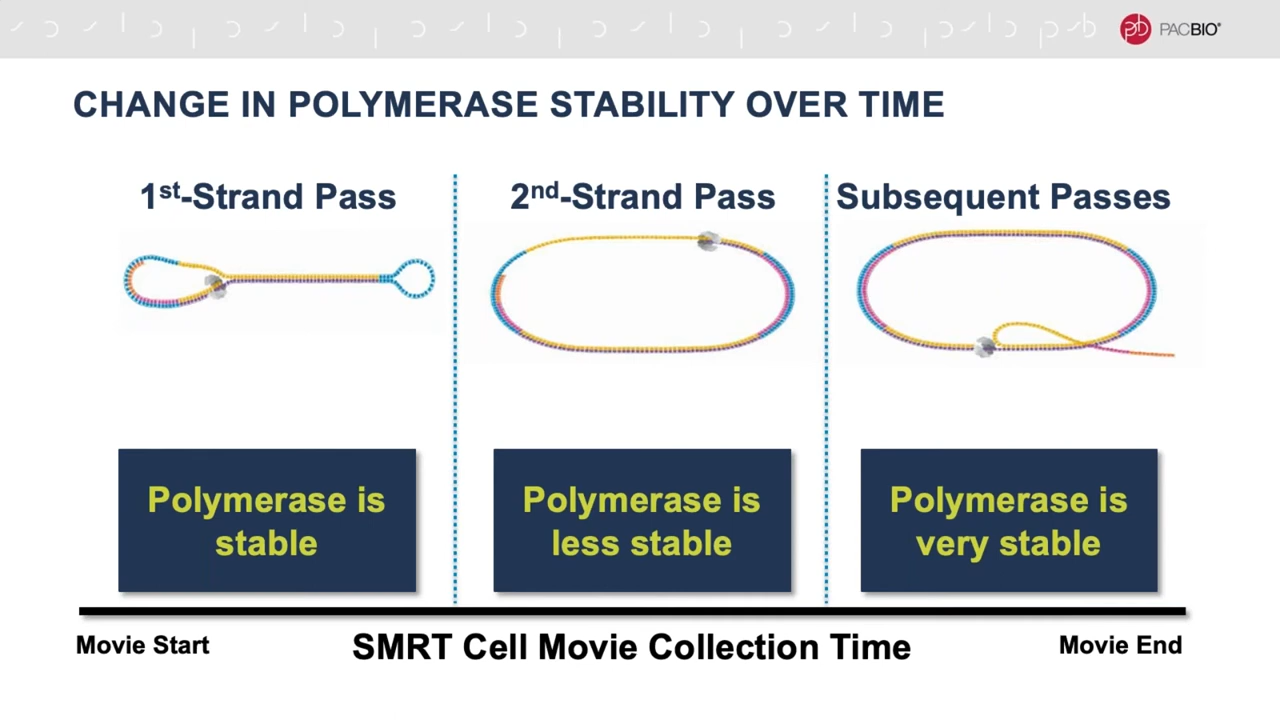 PACBIO®
CHANGE IN POLYMERASE STABILITY OVER TIME
1st-Strand Pass
2nd-Strand Pass
Subsequent Passes
Polymerase is
stable
Polymerase is
less stable
Polymerase is
very stable
Movie Start
SMRT Cell Movie Collection Time
Movie End